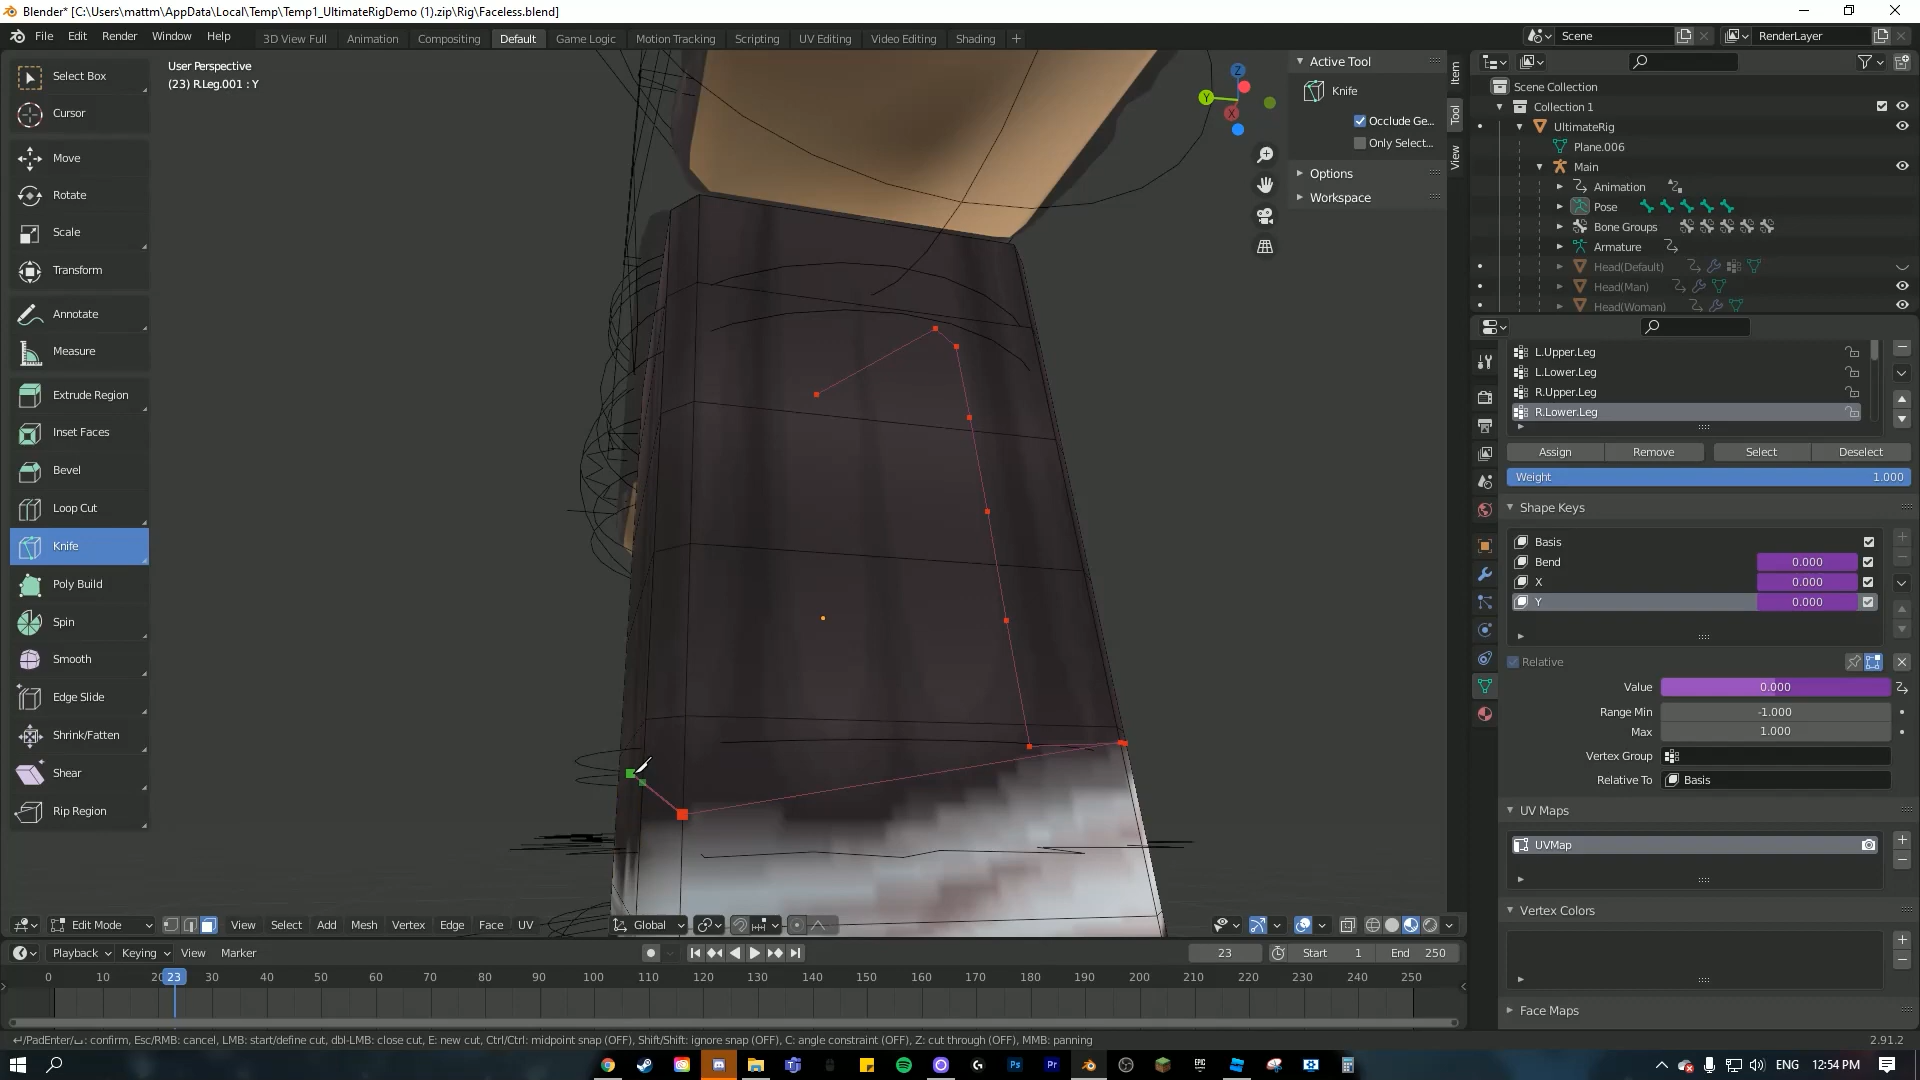 Blender* [C:\Users\mattm\AppData\Local\Temp\Temp1_UltimateRigDemo (1).zip\Rig\Faceless.blend]
File Edit Render Window Help 3D View Full Animation Compositing Default Game Logic Motion Tracking Scripting UV Editing Video Editing Shading + Scene RenderLayer
User Perspective
(23) R.Leg.001 : Y
Select Box
Cursor
Move
Rotate
Scale
Transform
Annotate
Measure
Extrude Region
Inset Faces
Bevel
Loop Cut
Knife
Poly Build
Spin
Smooth
Edge Slide
Shrink/Fatten
Shear
Rip Region
Z
Y
X
Active Tool
Knife
Occlude Ge...
Only Select...
Options
Workspace
Item
Tool
View
Scene Collection
Collection 1
UltimateRig
Plane.006
Main
Animation
Pose
Bone Groups
Armature
Head(Default)
Head(Man)
Head(Woman)
L.Upper.Leg
L.Lower.Leg
R.Upper.Leg
R.Lower.Leg
Assign Remove Select Deselect
Weight 1.000
Shape Keys
Basis
Bend 0.000
X 0.000
Y 0.000
Relative
Value 0.000
Range Min -1.000
Max 1.000
Vertex Group
Relative To Basis
UV Maps
UVMap
Vertex Colors
Face Maps
Edit Mode View Select Add Mesh Vertex Edge Face UV Global
Playback Keying View Marker 23 Start 1 End 250
0 10 20 23 30 40 50 60 70 80 90 100 110 120 130 140 150 160 170 180 190 200 210 220 230 240 250
/PadEnter/: confirm, Esc/RMB: cancel, LMB: start/define cut, dbl-LMB: close cut, E: new cut, Ctrl/Ctrl: midpoint snap (OFF), Shift/Shift: ignore snap (OFF), C: angle constraint (OFF), Z: cut through (OFF), MMB: panning 2.91.2
Ps Pr EPIC ENG 12:54 PM